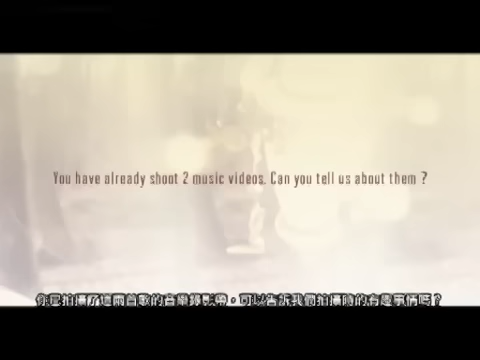 You have already shoot 2 music videos. Can you tell us about them ?
你已拍攝了這兩首歌的音樂錄影帶，可以告訴我們拍攝時的有趣事情嗎？